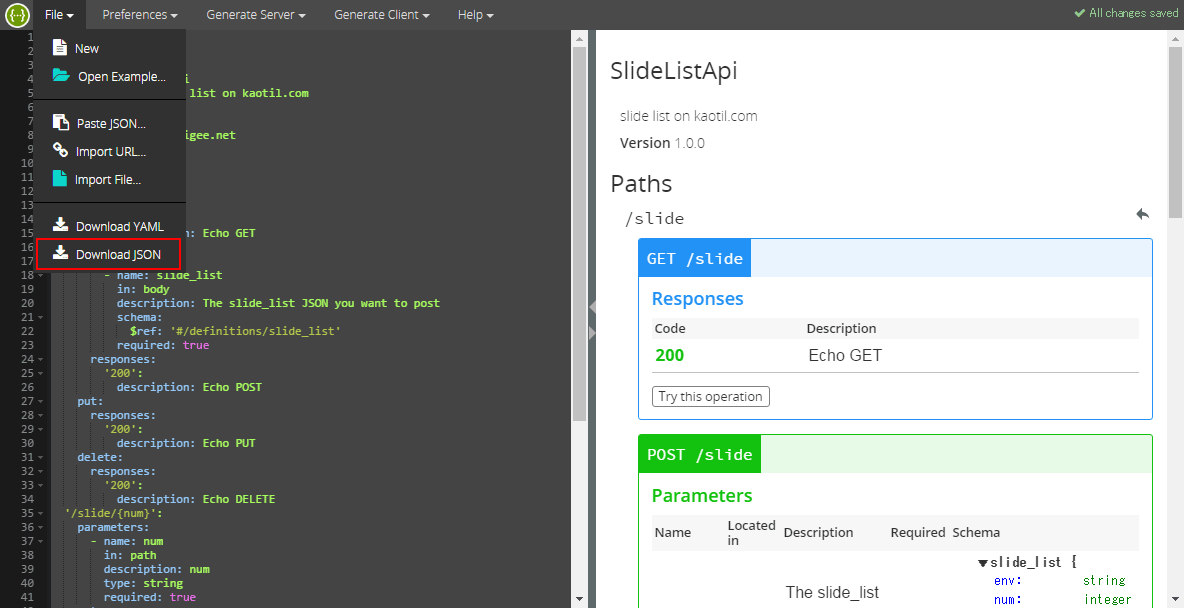 {···}
File
Preferences
Generate Server
Generate Client
Help
All changes saved
New
Open Example...
Paste JSON...
Import URL...
Import File...
Download YAML
Download JSON
1
2
3
4 i
5 list on kaotil.com
6
7
8 igee.net
9
10
11
12
13
14
15 n: Echo GET
16
17
18 - name: slide_list
19 in: body
20 description: The slide_list JSON you want to post
21 schema:
22 $ref: '#/definitions/slide_list'
23 required: true
24 responses:
25 '200':
26 description: Echo POST
27 put:
28 responses:
29 '200':
30 description: Echo PUT
31 delete:
32 responses:
33 '200':
34 description: Echo DELETE
35 '/slide/{num}':
36 parameters:
37 - name: num
38 in: path
39 description: num
40 type: string
41 required: true
SlideListApi
slide list on kaotil.com
Version 1.0.0
Paths
/slide
GET /slide
Responses
Code Description
200 Echo GET
Try this operation
POST /slide
Parameters
Name Located in Description Required Schema
The slide_list
slide_list {
env: string
num: integer